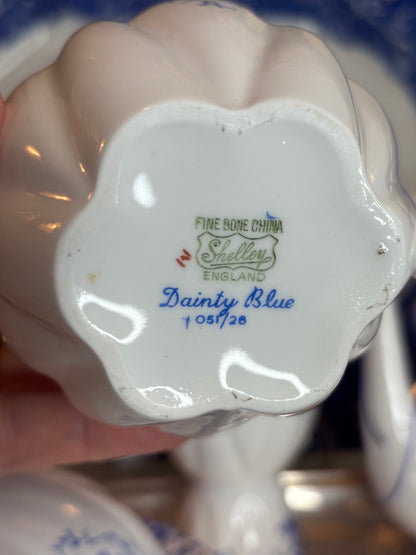 FINE BONE CHINA
Shelley
ENGLAND
Dainty Blue
051/28